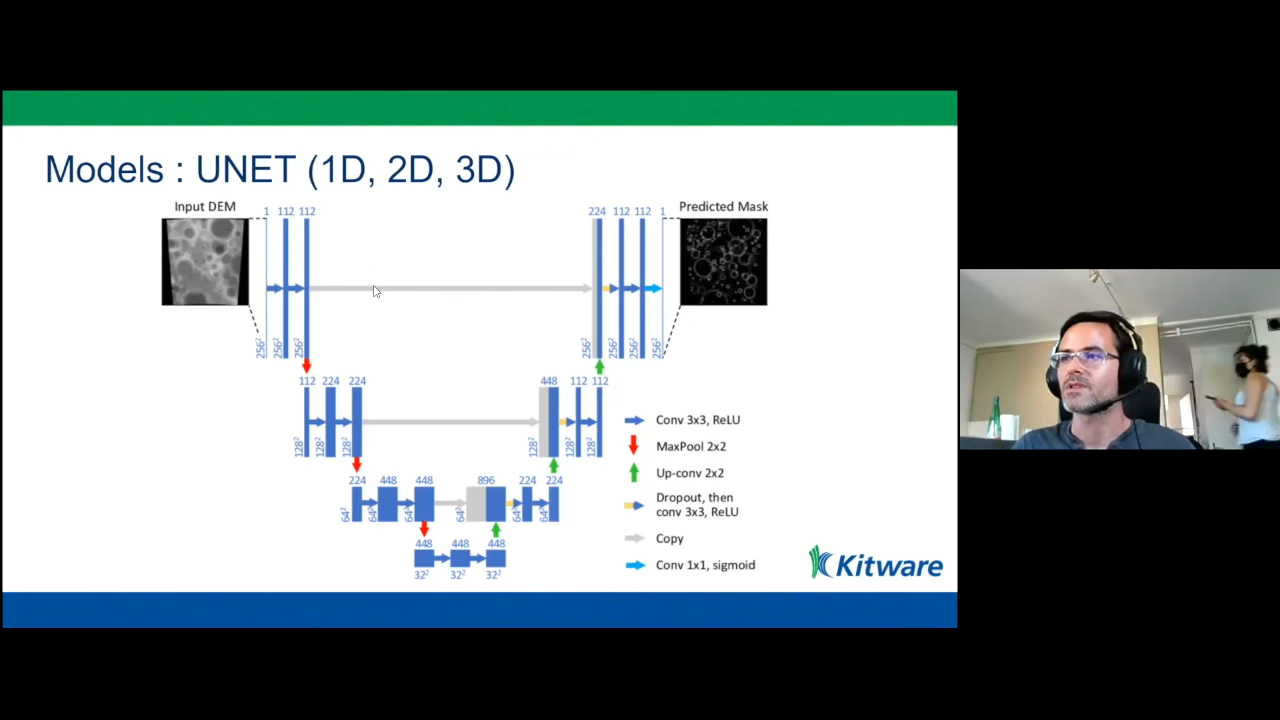 Models : UNET (1D, 2D, 3D)
Input DEM
Predicted Mask
1 112 112
224 112 112 1
256² 256² 256²
256² 256² 256² 256²
112 224 224
448 112 112
128² 128² 128²
128² 128² 128²
224 448 448
896 224 224
64² 64² 64²
64² 64² 64²
448 448 448
32² 32² 32²
Conv 3x3, ReLU
MaxPool 2x2
Up-conv 2x2
Dropout, then
conv 3x3, ReLU
Copy
Conv 1x1, sigmoid
Kitware